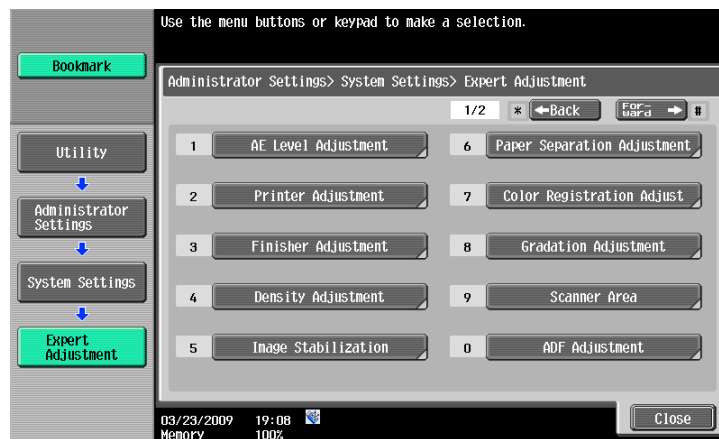 Use the menu buttons or keypad to make a selection.
Bookmark
Administrator Settings> System Settings> Expert Adjustment
1/2 * ←Back For-ward → #
Utility
Administrator
Settings
System Settings
Expert
Adjustment
1 AE Level Adjustment
2 Printer Adjustment
3 Finisher Adjustment
4 Density Adjustment
5 Image Stabilization
6 Paper Separation Adjustment
7 Color Registration Adjust
8 Gradation Adjustment
9 Scanner Area
0 ADF Adjustment
Close
03/23/2009 19:08
Memory 100%